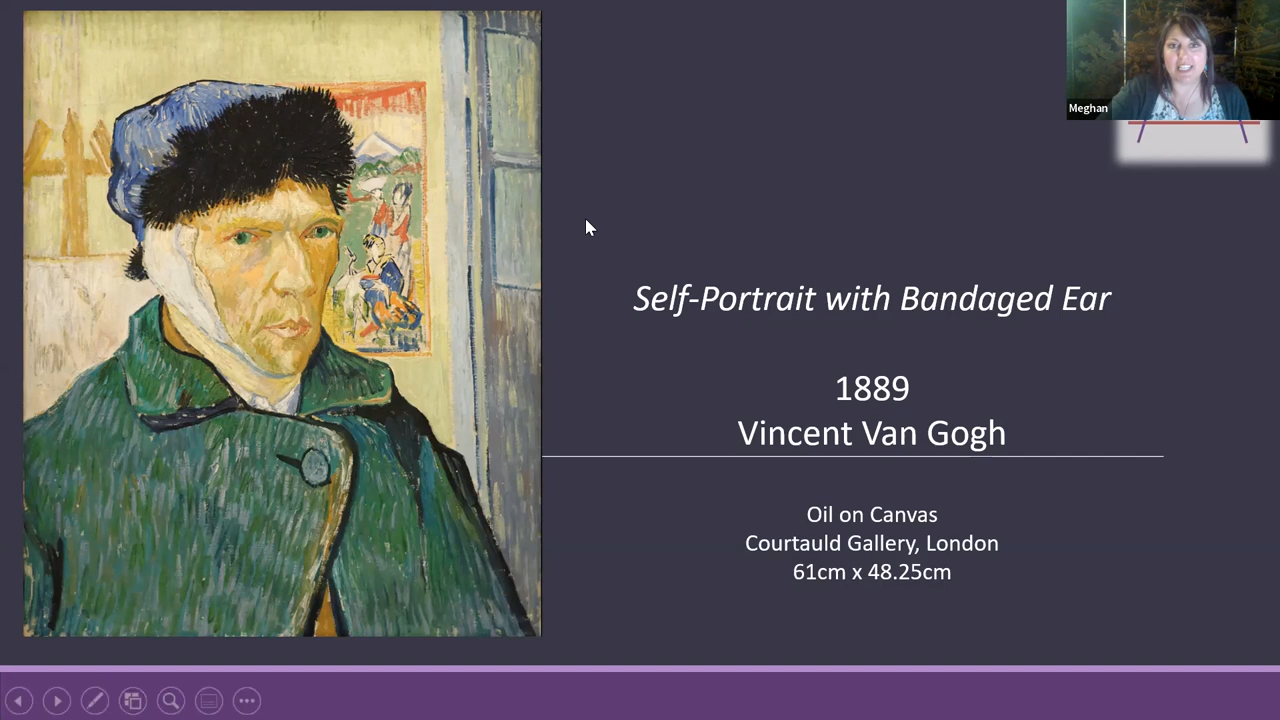 Meghan
Self-Portrait with Bandaged Ear
1889
Vincent Van Gogh
Oil on Canvas
Courtauld Gallery, London
61cm x 48.25cm